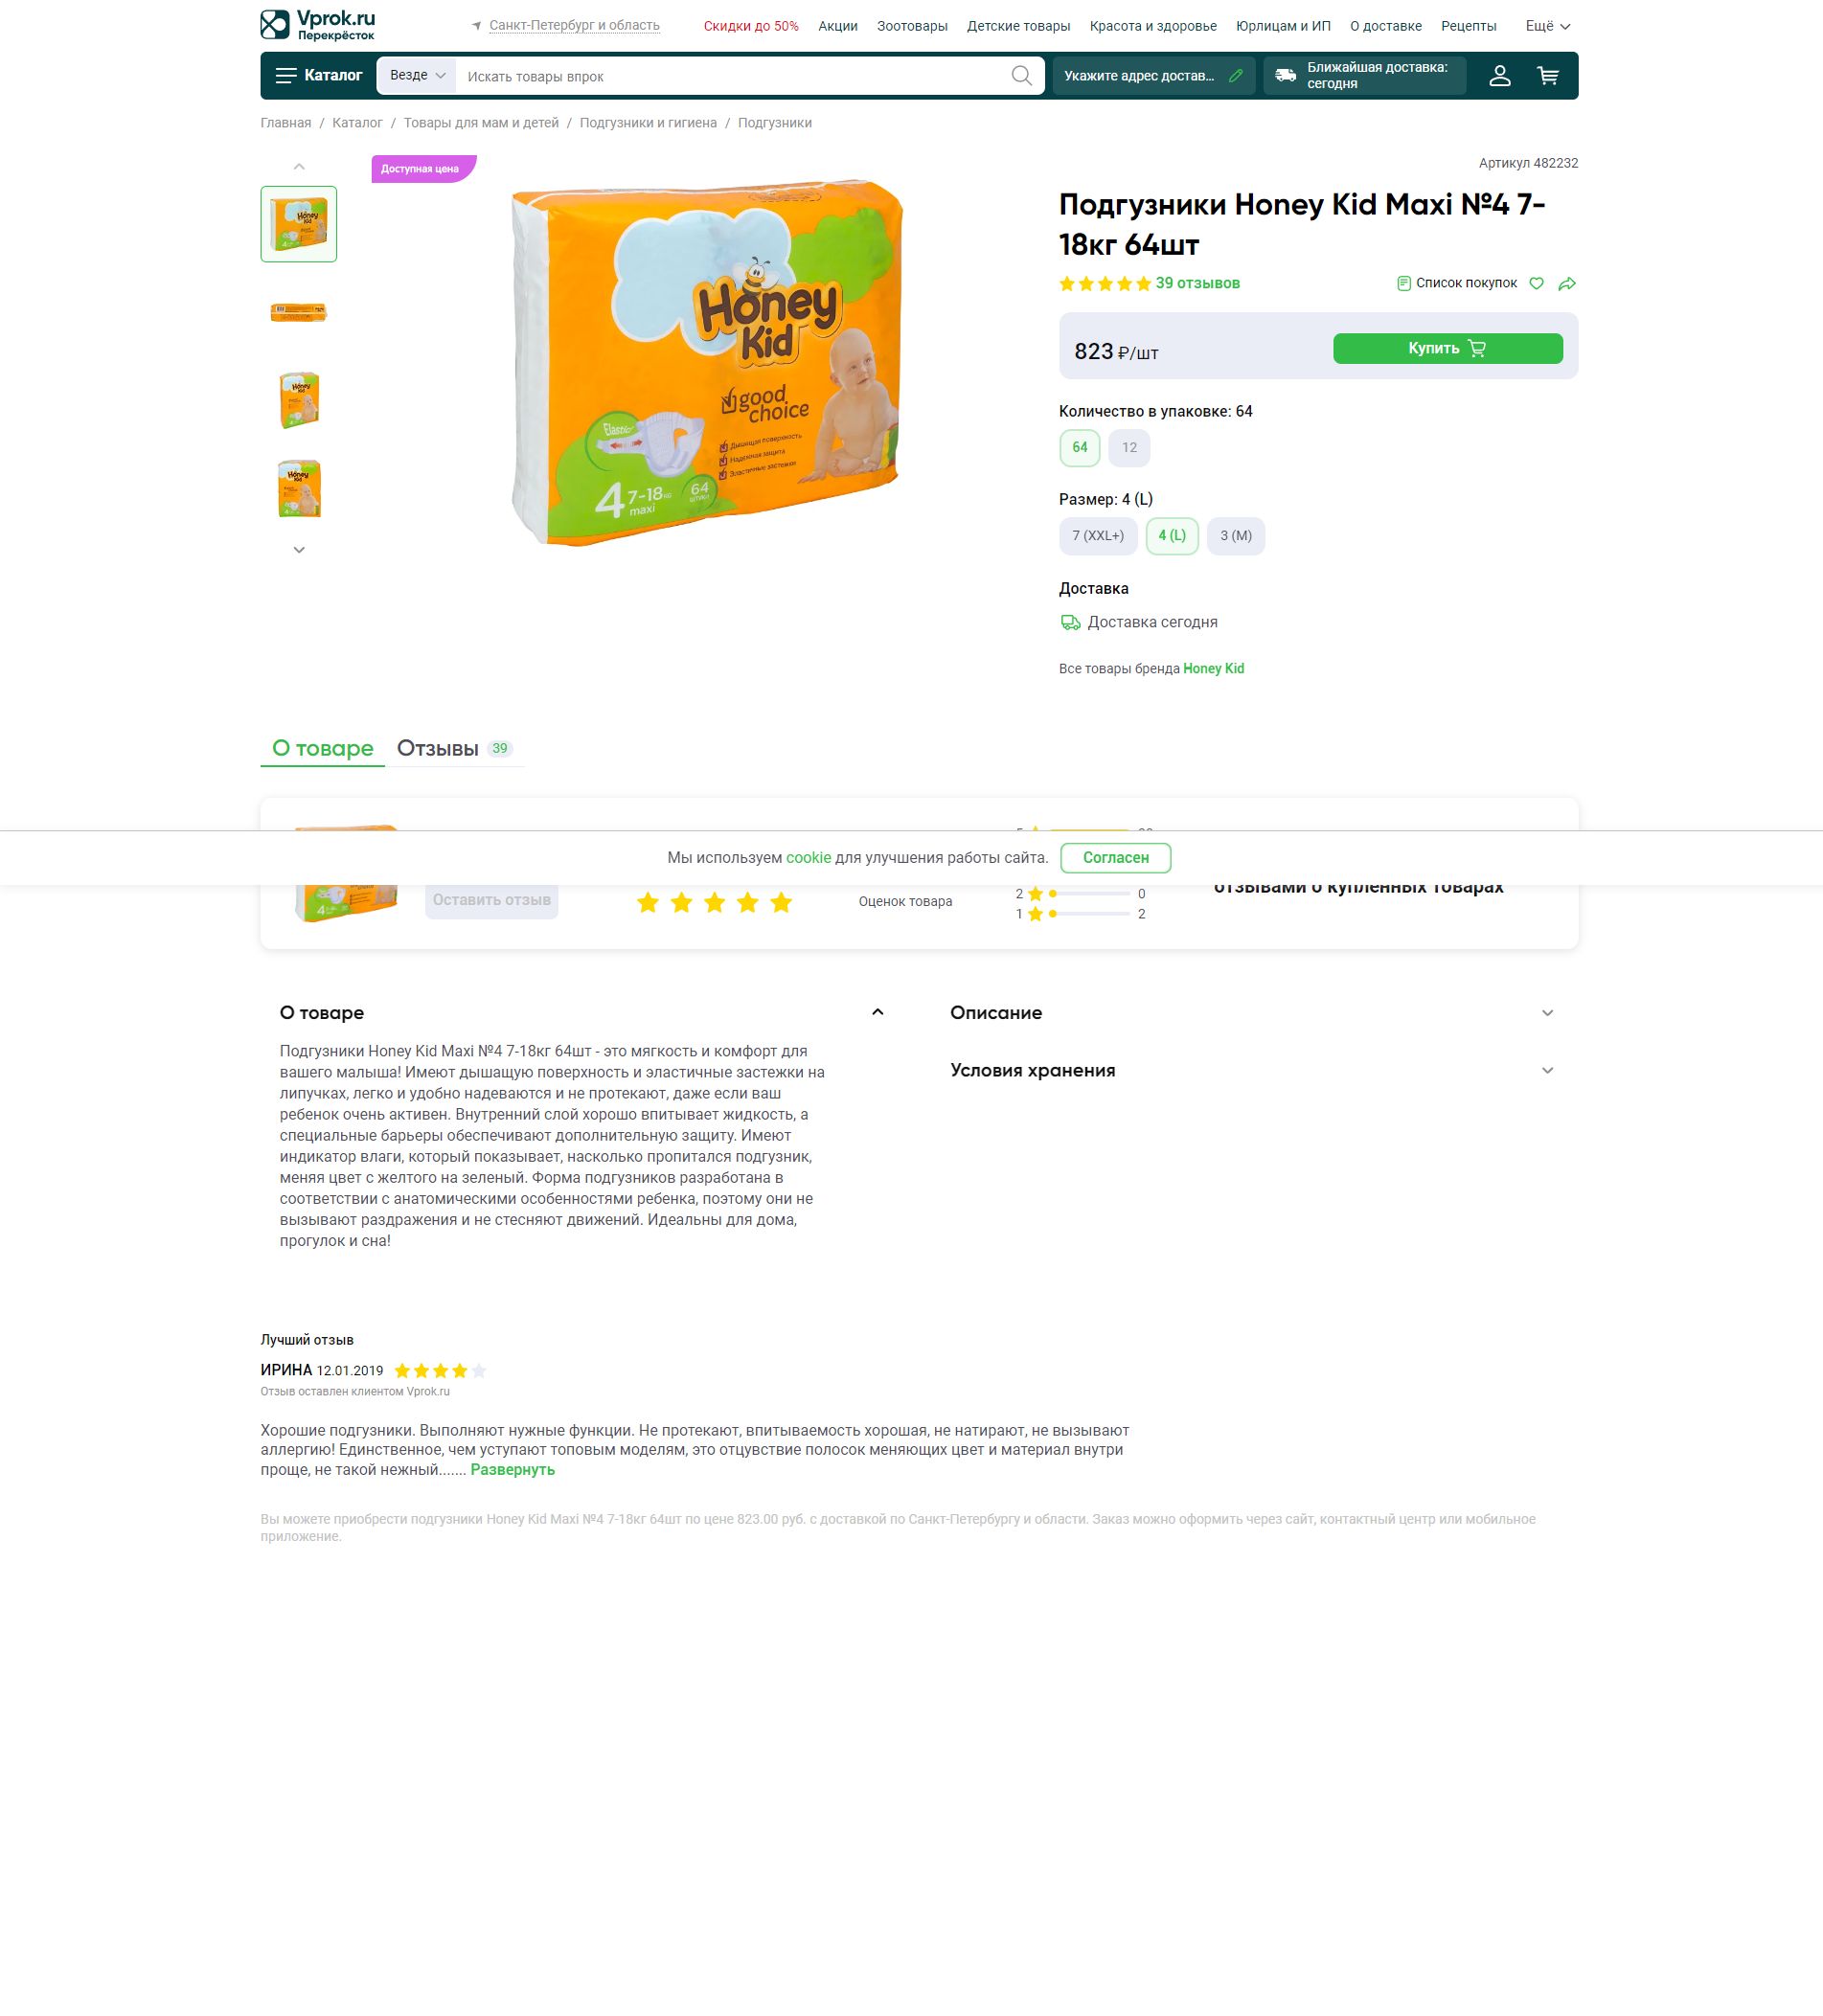 Vprok.ru
Перекрёсток
Санкт-Петербург и область
Скидки до 50%
Акции
Зоотовары
Детские товары
Красота и здоровье
Юрлицам и ИП
О доставке
Рецепты
Ещё
Каталог
Везде
Искать товары впрок
Укажите адрес достав...
Ближайшая доставка:
сегодня
Главная / Каталог / Товары для мам и детей / Подгузники и гигиена / Подгузники
Доступная цена
Артикул 482232
Honey
Kid
good
choice
Elastic
Дышащая поверхность
Надежная защита
Эластичные застежки
4 7-18 кг
maxi
64
штуки
Подгузники Honey Kid Maxi №4 7-
18кг 64шт
39 отзывов
Список покупок
823 ₽/шт
Купить
Количество в упаковке: 64
64
12
Размер: 4 (L)
7 (XXL+)
4 (L)
3 (M)
Доставка
Доставка сегодня
Все товары бренда Honey Kid
О товаре
Отзывы 39
Мы используем cookie для улучшения работы сайта.
Согласен
Оставить отзыв
Оценок товара
2 0
1 2
отзывами о купленных товарах
О товаре
Подгузники Honey Kid Maxi №4 7-18кг 64шт - это мягкость и комфорт для
вашего малыша! Имеют дышащую поверхность и эластичные застежки на
липучках, легко и удобно надеваются и не протекают, даже если ваш
ребенок очень активен. Внутренний слой хорошо впитывает жидкость, а
специальные барьеры обеспечивают дополнительную защиту. Имеют
индикатор влаги, который показывает, насколько пропитался подгузник,
меняя цвет с желтого на зеленый. Форма подгузников разработана в
соответствии с анатомическими особенностями ребенка, поэтому они не
вызывают раздражения и не стесняют движений. Идеальны для дома,
прогулок и сна!
Описание
Условия хранения
Лучший отзыв
ИРИНА 12.01.2019
Отзыв оставлен клиентом Vprok.ru
Хорошие подгузники. Выполняют нужные функции. Не протекают, впитываемость хорошая, не натирают, не вызывают
аллергию! Единственное, чем уступают топовым моделям, это отцувствие полосок меняющих цвет и материал внутри
проще, не такой нежный....... Развернуть
Вы можете приобрести подгузники Honey Kid Maxi №4 7-18кг 64шт по цене 823.00 руб. с доставкой по Санкт-Петербургу и области. Заказ можно оформить через сайт, контактный центр или мобильное
приложение.